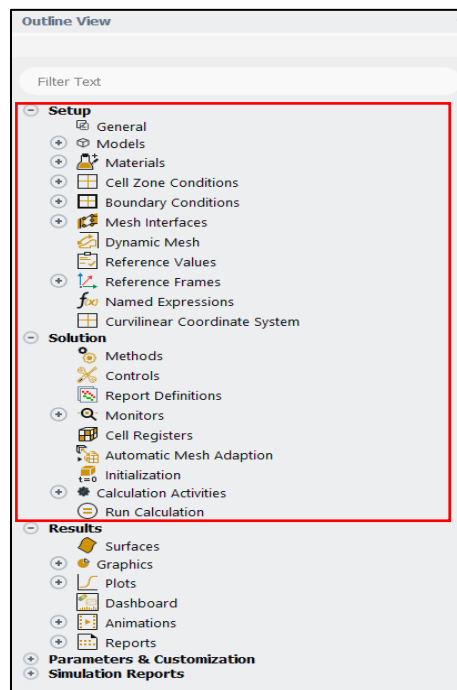 Outline View
Filter Text
Setup
General
Models
Materials
Cell Zone Conditions
Boundary Conditions
Mesh Interfaces
Dynamic Mesh
Reference Values
Reference Frames
f(x) Named Expressions
Curvilinear Coordinate System
Solution
Methods
Controls
Report Definitions
Monitors
Cell Registers
Automatic Mesh Adaption
t=0 Initialization
Calculation Activities
Run Calculation
Results
Surfaces
Graphics
Plots
Dashboard
Animations
Reports
Parameters & Customization
Simulation Reports